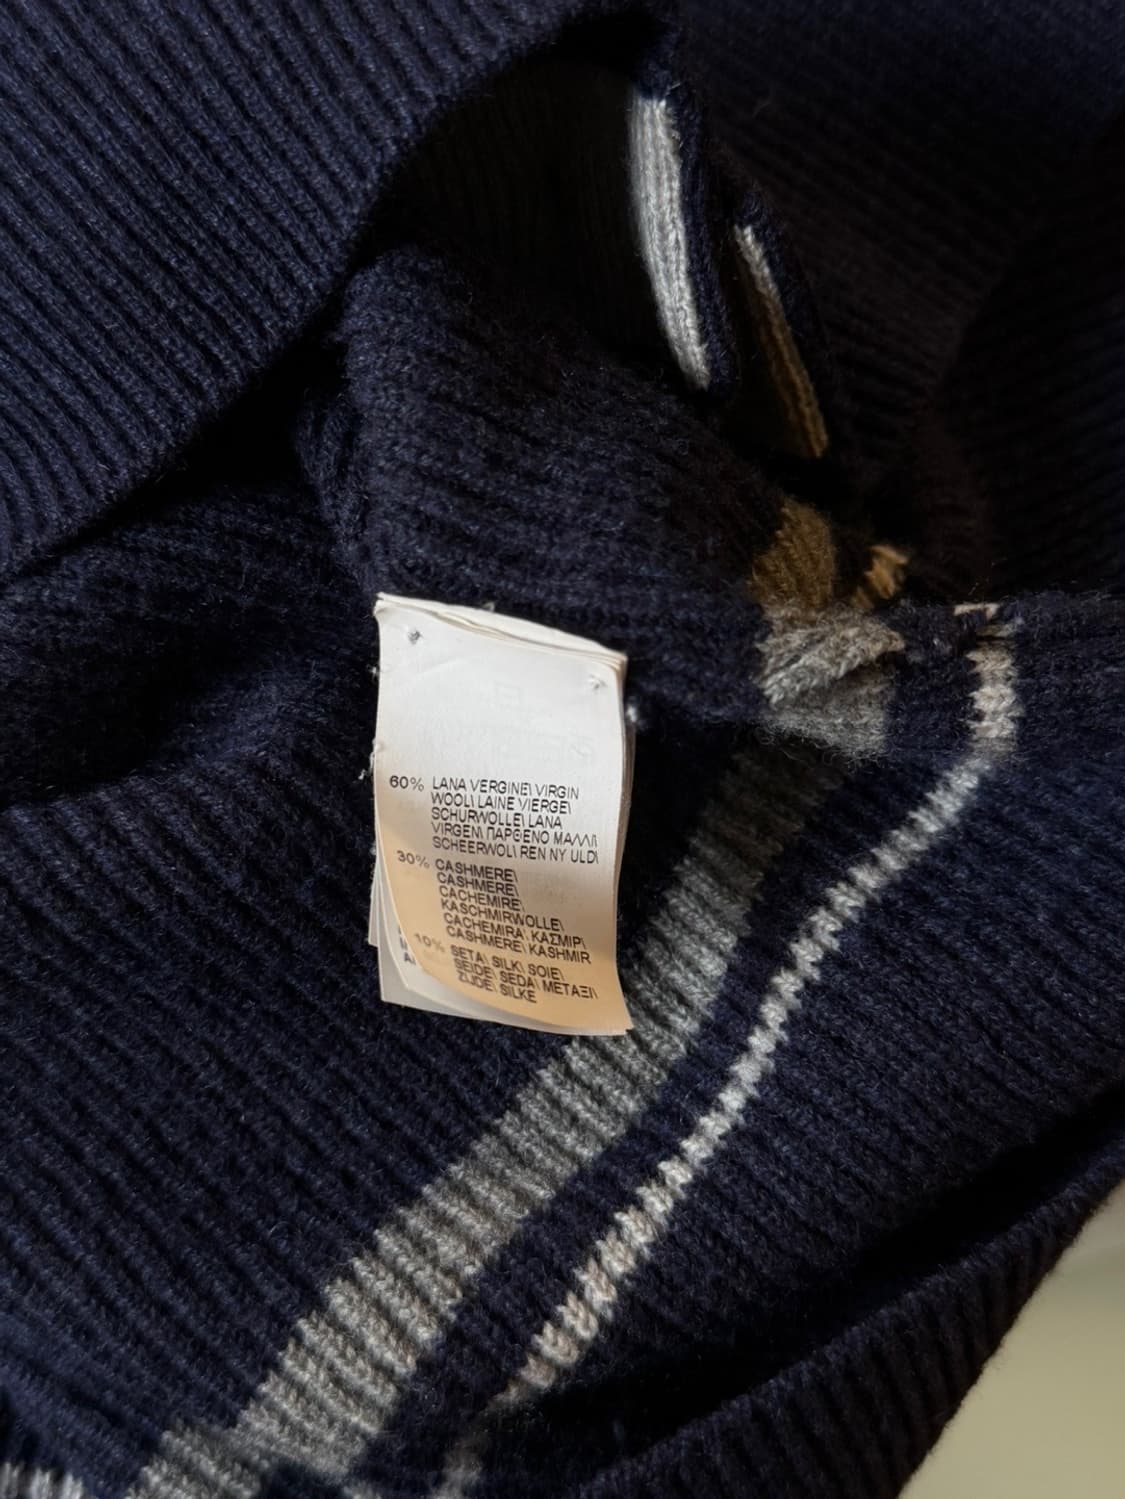 60% LANA VERGINE\ VIRGIN
WOOL\ LAINE VIERGE\
SCHURWOLLE\ LANA
VIRGEN\ ΠΑΡΘΕΝΟ ΜΑΛΛΙ\
SCHEERWOL\ REN NY ULD\
30% CASHMERE\
CASHMERE\
CACHEMIRE\
KASCHMIRWOLLE\
CACHEMIRA\ ΚΑΣΜΙΡ\
CASHMERE\ KASHMIR
10% SETA\ SILK\ SOIE\
SEIDE\ SEDA\ ΜΕΤΑΞΙ\
ZIJDE\ SILKE